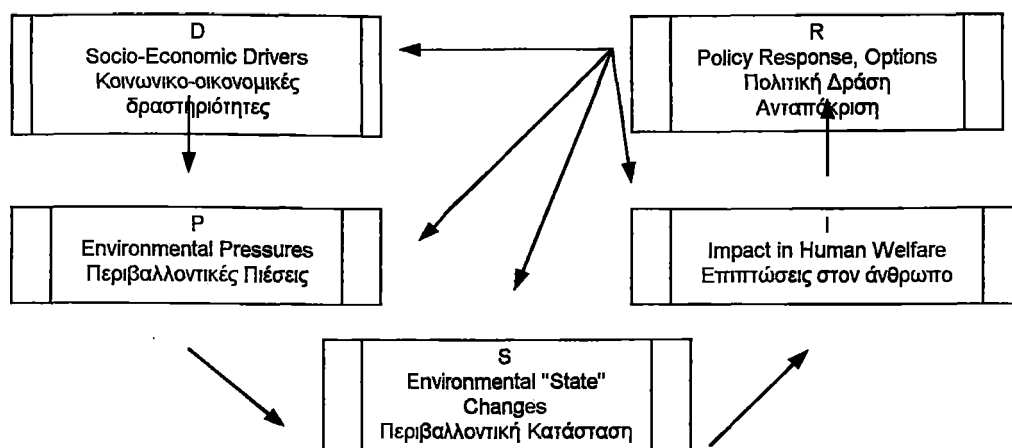 D
Socio-Economic Drivers
Κοινωνικο-οικονομικές
δραστηριότητες
R
Policy Response, Options
Πολιτική Δράση
Ανταπόκριση
P
Environmental Pressures
Περιβαλλοντικές Πιέσεις
I
Impact in Human Welfare
Επιπτώσεις στον άνθρωπο
S
Environmental "State"
Changes
Περιβαλλοντική Κατάσταση